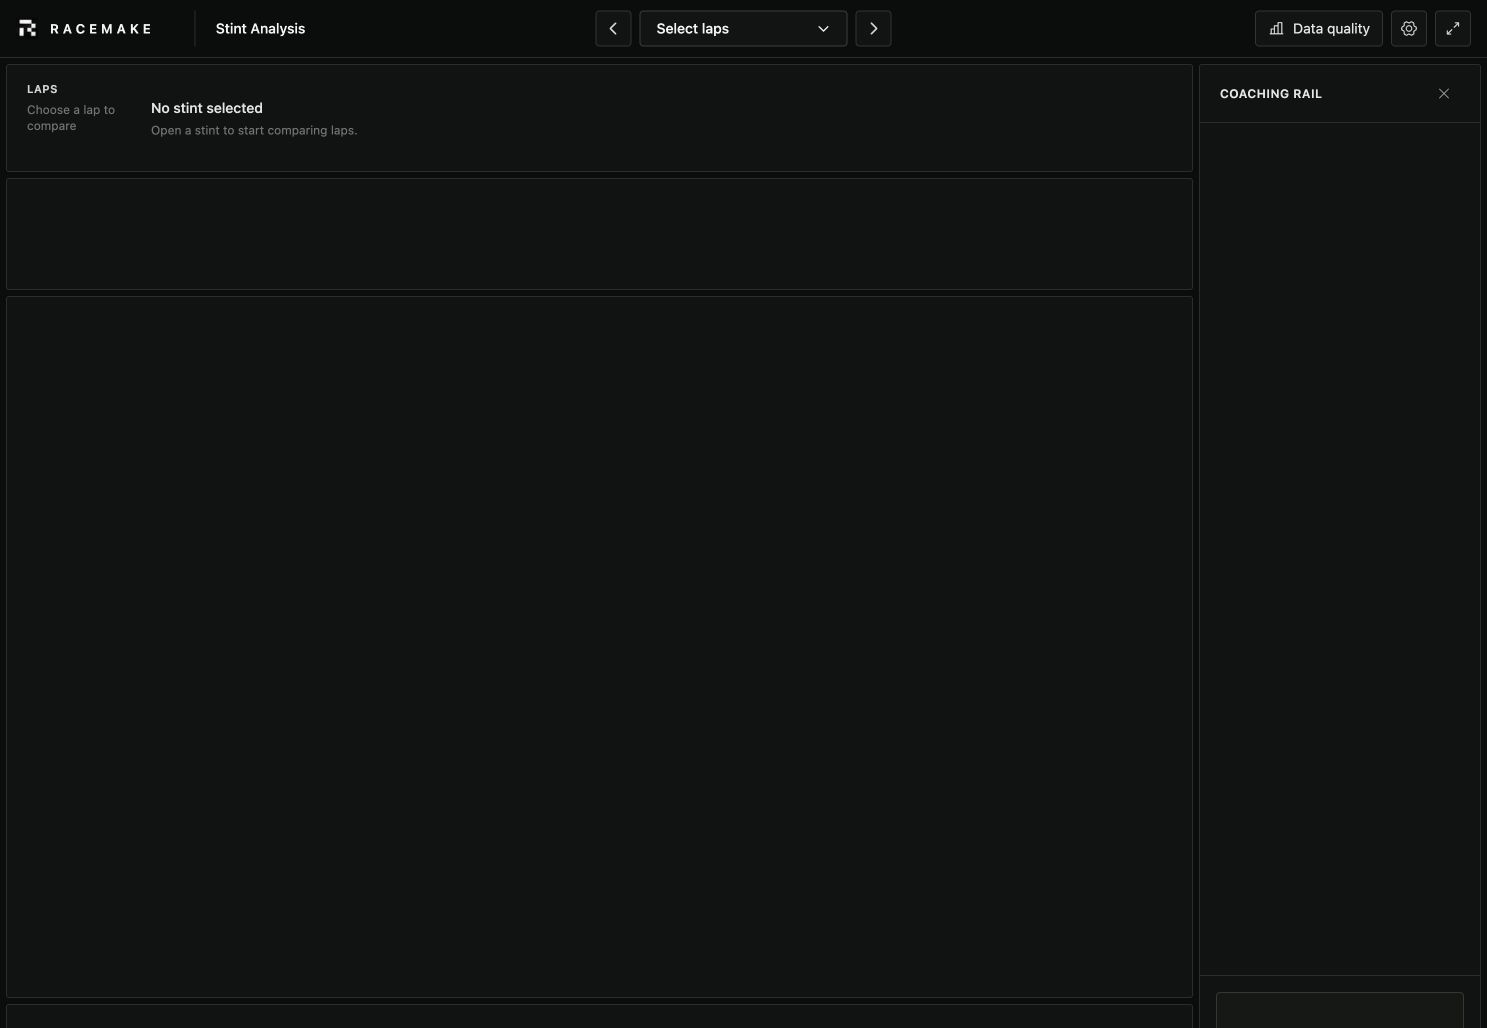 RACEMAKE
Stint Analysis
Select laps
Data quality
LAPS
Choose a lap to
compare
No stint selected
Open a stint to start comparing laps.
COACHING RAIL